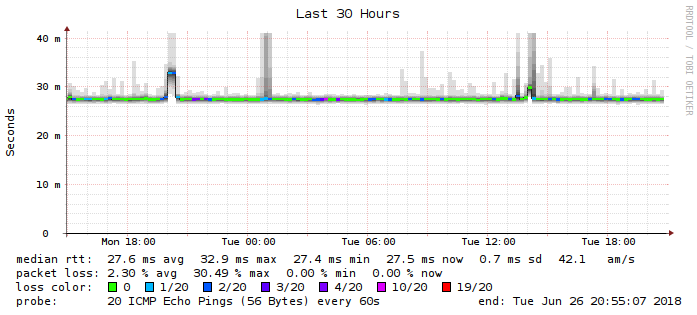 Last 30 Hours
RRDTOOL / TOBI OETIKER
Seconds
40 m
30 m
20 m
10 m
0
Mon 18:00 Tue 00:00 Tue 06:00 Tue 12:00 Tue 18:00
median rtt: 27.6 ms avg 32.9 ms max 27.4 ms min 27.5 ms now 0.7 ms sd 42.1 am/s
packet loss: 2.30 % avg 30.49 % max 0.00 % min 0.00 % now
loss color: 0 1/20 2/20 3/20 4/20 10/20 19/20
probe: 20 ICMP Echo Pings (56 Bytes) every 60s end: Tue Jun 26 20:55:07 2018